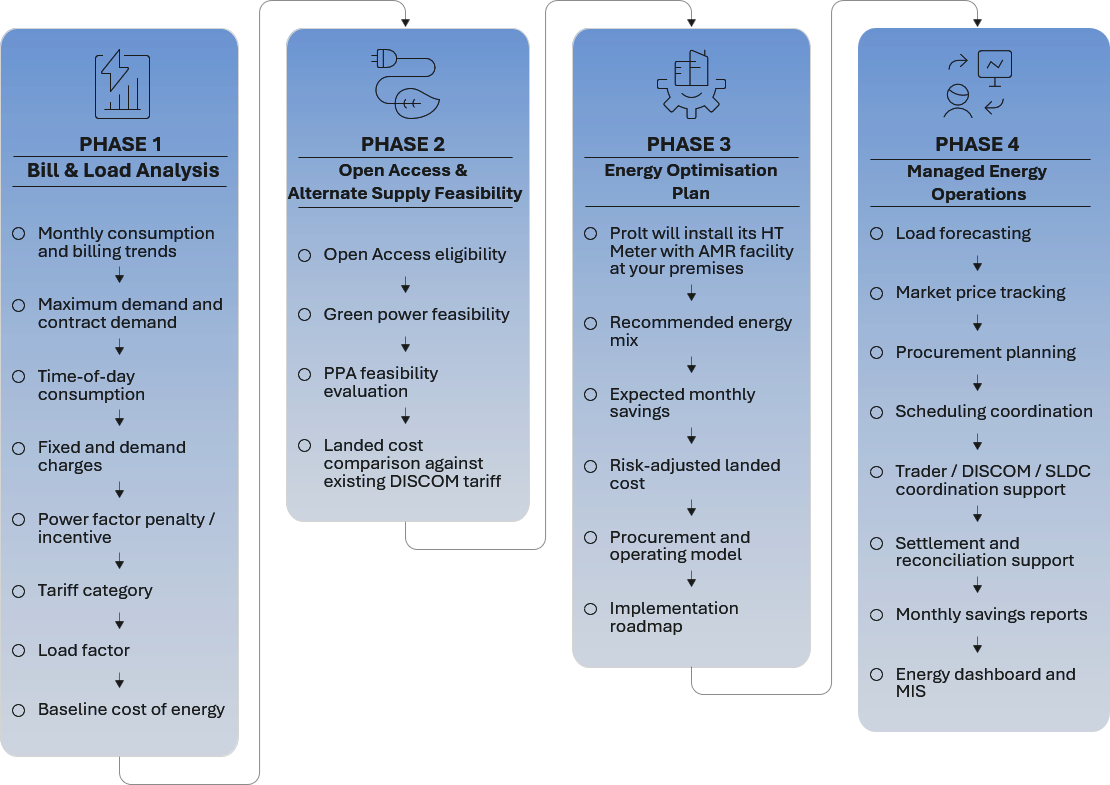 PHASE 1
Bill & Load Analysis
Monthly consumption
and billing trends
Maximum demand and
contract demand
Time-of-day
consumption
Fixed and demand
charges
Power factor penalty /
incentive
Tariff category
Load factor
Baseline cost of energy
PHASE 2
Open Access &
Alternate Supply Feasibility
Open Access eligibility
Green power feasibility
PPA feasibility
evaluation
Landed cost
comparison against
existing DISCOM tariff
PHASE 3
Energy Optimisation
Plan
ProIt will install its HT
Meter with AMR facility
at your premises
Recommended energy
mix
Expected monthly
savings
Risk-adjusted landed
cost
Procurement and
operating model
Implementation
roadmap
PHASE 4
Managed Energy
Operations
Load forecasting
Market price tracking
Procurement planning
Scheduling coordination
Trader / DISCOM / SLDC
coordination support
Settlement and
reconciliation support
Monthly savings reports
Energy dashboard and
MIS